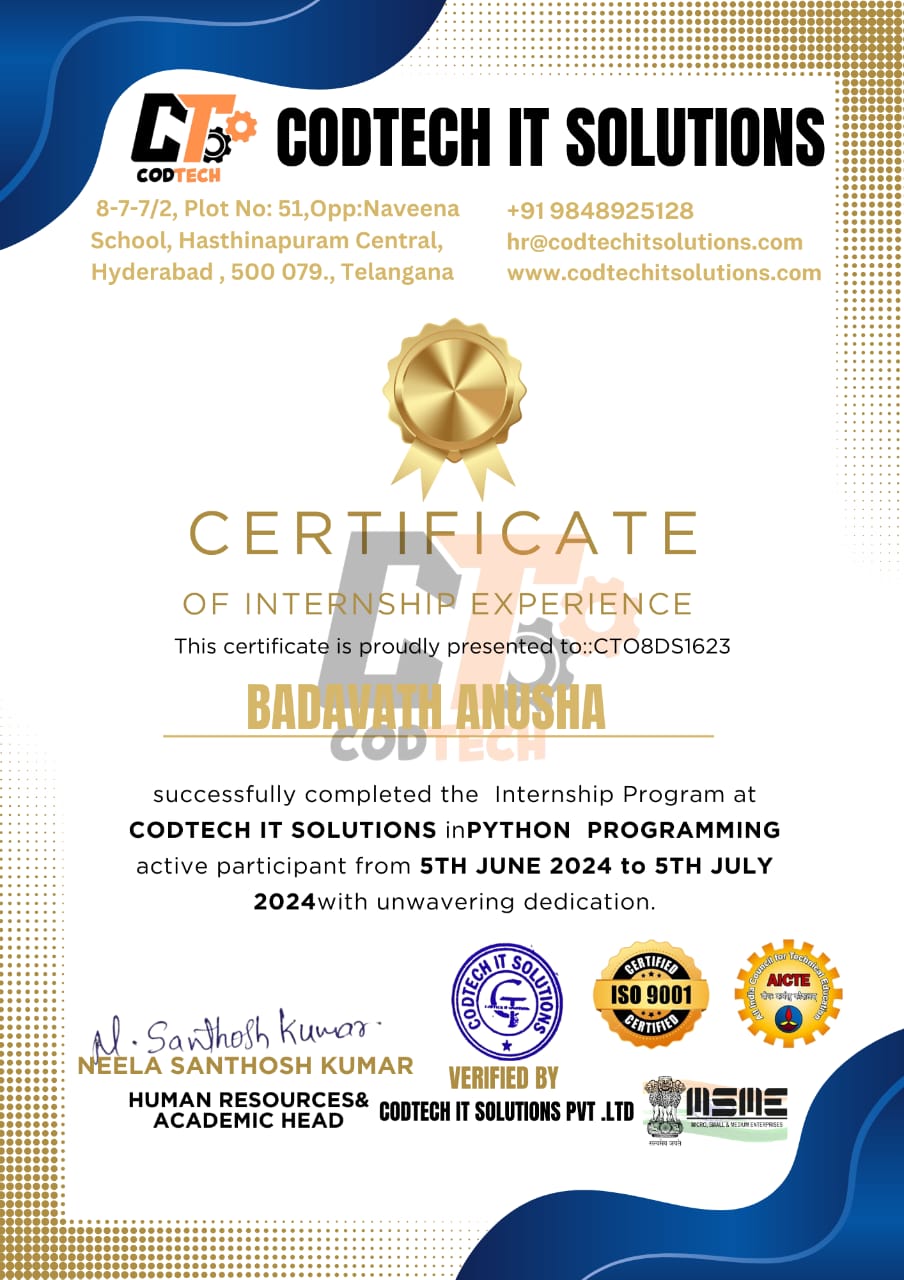 CT
CODTECH
CODTECH IT SOLUTIONS
8-7-7/2, Plot No: 51,Opp:Naveena
School, Hasthinapuram Central,
Hyderabad , 500 079., Telangana
+91 9848925128
hr@codtechitsolutions.com
www.codtechitsolutions.com
CERTIFICATE
OF INTERNSHIP EXPERIENCE
This certificate is proudly presented to::CTO8DS1623
BADAVATH ANUSHA
CT
CODTECH
successfully completed the Internship Program at
CODTECH IT SOLUTIONS inPYTHON PROGRAMMING
active participant from 5TH JUNE 2024 to 5TH JULY
2024with unwavering dedication.
N. Santhosh Kumar.
NEELA SANTHOSH KUMAR
HUMAN RESOURCES&
ACADEMIC HEAD
CODTECH IT SOLUTIONS
VERIFIED BY
CODTECH IT SOLUTIONS PVT .LTD
CERTIFIED
ISO 9001
CERTIFIED
All India Council for Technical Education
AICTE
सत्यमेव जयते
MSME
MICRO, SMALL & MEDIUM ENTERPRISES